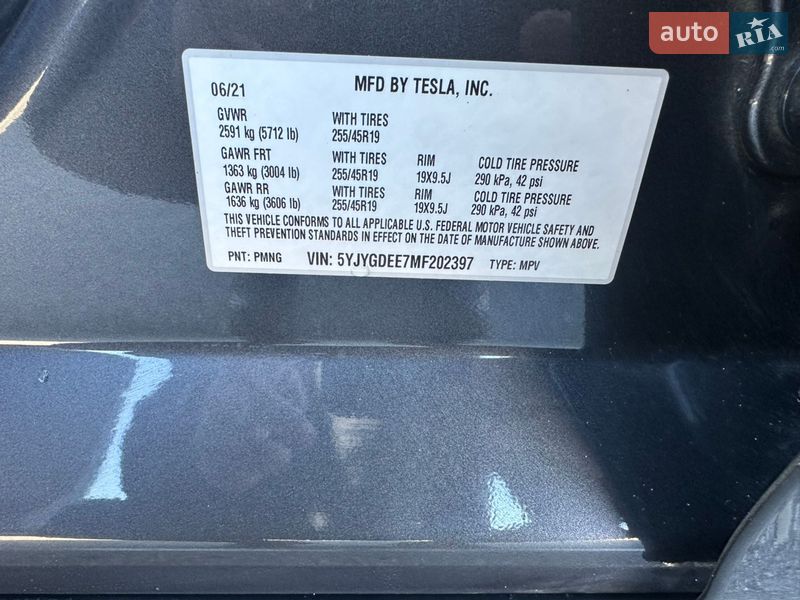 auto RIA.com
06/21 MFD BY TESLA, INC.
GVWR WITH TIRES
2591 kg (5712 lb) 255/45R19
GAWR FRT WITH TIRES RIM COLD TIRE PRESSURE
1363 kg (3004 lb) 255/45R19 19X9.5J 290 kPa, 42 psi
GAWR RR WITH TIRES RIM COLD TIRE PRESSURE
1636 kg (3606 lb) 255/45R19 19X9.5J 290 kPa, 42 psi
THIS VEHICLE CONFORMS TO ALL APPLICABLE U.S. FEDERAL MOTOR VEHICLE SAFETY AND
THEFT PREVENTION STANDARDS IN EFFECT ON THE DATE OF MANUFACTURE SHOWN ABOVE.
PNT: PMNG VIN: 5YJYGDEE7MF202397 TYPE: MPV